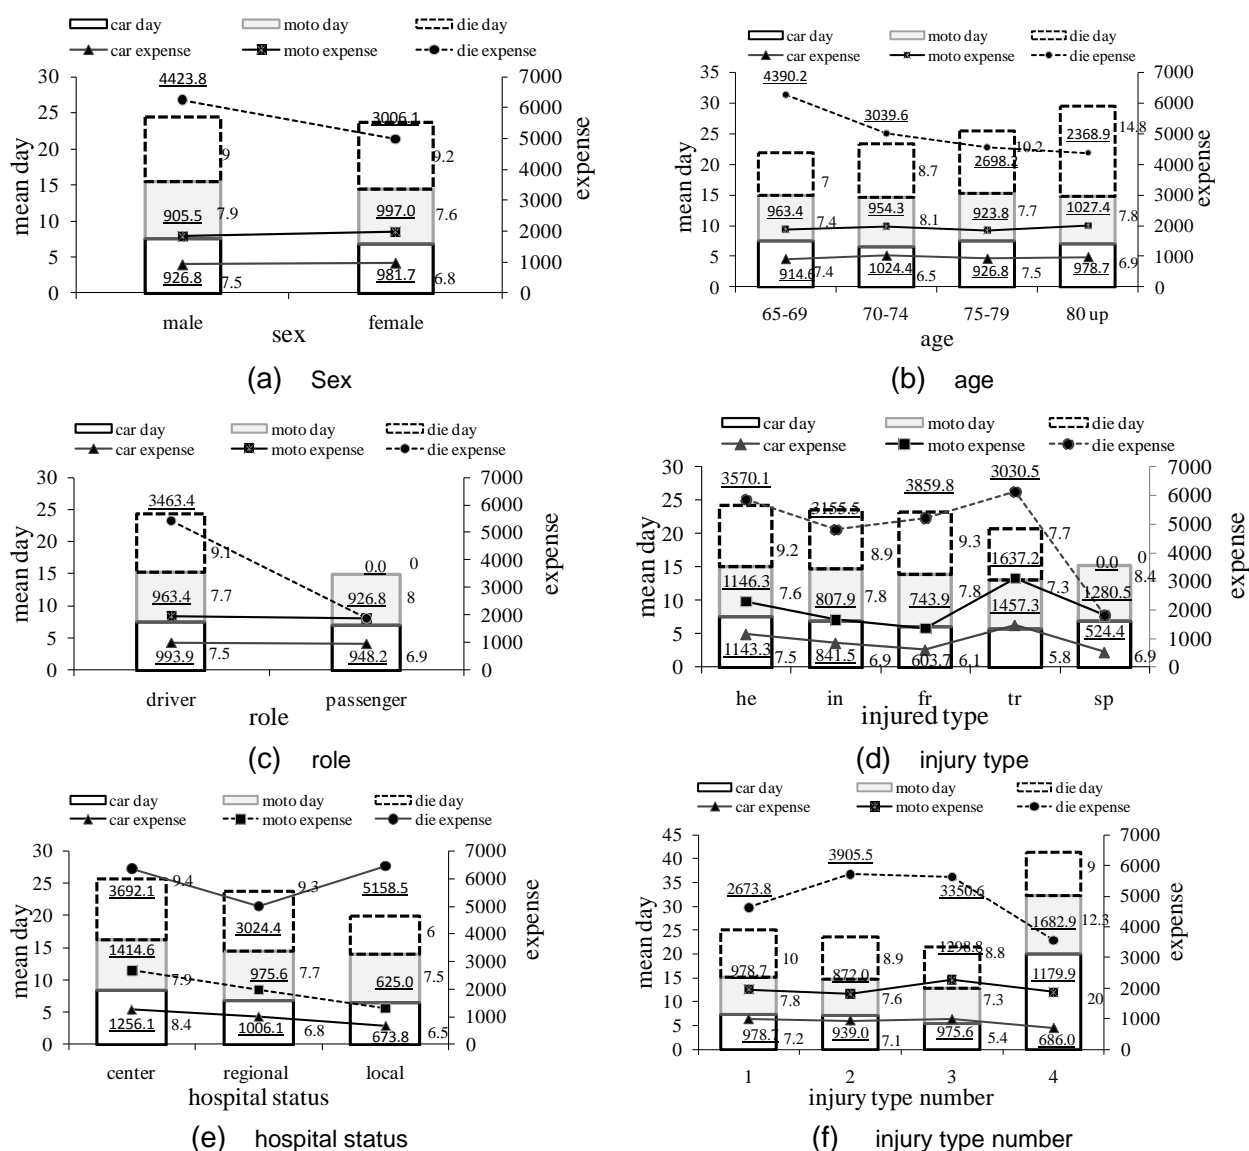 car day moto day die day
car expense moto expense die expense
30 25 20 15 10 5 0
mean day
7000 6000 5000 4000 3000 2000 1000 0
expense
4423.8 3006.1
9 9.2
905.5 7.9 997.0 7.6
926.8 7.5 981.7 6.8
male female
sex
(a) Sex
car day moto day die day
car expense moto expense die epense
35 30 25 20 15 10 5 0
mean day
7000 6000 5000 4000 3000 2000 1000 0
expense
4390.2 3039.6 2698.2 2368.9
7 8.7 10.2 14.8
963.4 7.4 954.3 8.1 923.8 7.7 1027.4 7.8
914.6 7.4 1024.4 6.5 926.8 7.5 978.7 6.9
65-69 70-74 75-79 80 up
age
(b) age
car day moto day die day
car expense moto expense die expense
30 25 20 15 10 5 0
mean day
7000 6000 5000 4000 3000 2000 1000 0
expense
3463.4 0.0
9.1 0
963.4 7.7 926.8 8
993.9 7.5 948.2 6.9
driver passenger
role
(c) role
car day moto day die day
car expense moto expense die expense
30 25 20 15 10 5 0
mean day
7000 6000 5000 4000 3000 2000 1000 0
expense
3570.1 3155.5 3859.8 3030.5 0.0
9.2 8.9 9.3 7.7 0
1146.3 7.6 807.9 7.8 743.9 7.8 1637.2 7.3 1280.5 8.4
1143.3 7.5 841.5 6.9 603.7 6.1 1457.3 5.8 524.4 6.9
he in fr tr sp
injured type
(d) injury type
car day moto day die day
car expense moto expense die expense
30 25 20 15 10 5 0
mean day
7000 6000 5000 4000 3000 2000 1000 0
expense
3692.1 9.4 3024.4 9.3 5158.5 6
1414.6 7.9 975.6 7.7 625.0 7.5
1256.1 8.4 1006.1 6.8 673.8 6.5
center regional local
hospital status
(e) hospital status
car day moto day die day
car expense moto expense die expense
45 40 35 30 25 20 15 10 5 0
mean day
7000 6000 5000 4000 3000 2000 1000 0
expense
2673.8 3905.5 3350.6
10 8.9 8.8 9
978.7 7.8 872.0 7.6 1298.8 7.3 1682.9 12.3
978.7 7.2 939.0 7.1 975.6 5.4 1179.9 20
686.0
1 2 3 4
injury type number
(f) injury type number